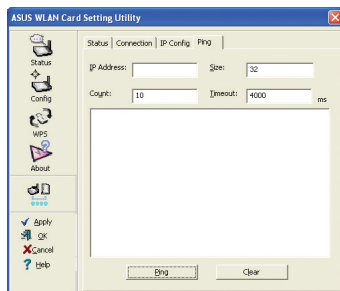 ASUS WLAN Card Setting Utility
Status
Config
WPS
About
Apply
OK
Cancel
Help
Status Connection IP Config Ping
IP Address: Size: 32
Count: 10 Timeout: 4000 ms
Ping Clear